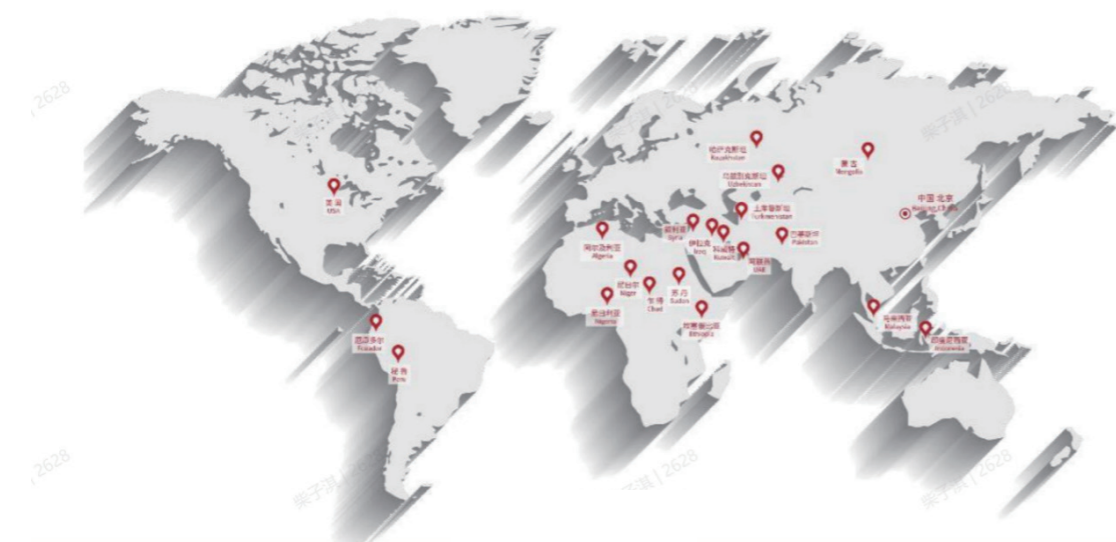 哈萨克斯坦
Kazakhstan
蒙古
Mongolia
乌兹别克斯坦
Uzbekistan
美国
USA
中国 北京
Beijing,China
土库曼斯坦
Turkmenistan
叙利亚
Syria
伊拉克
Iraq
科威特
Kuwait
巴基斯坦
Pakistan
阿尔及利亚
Algeria
阿联酋
UAE
尼日尔
Niger
乍得
Chad
苏丹
Sudan
尼日利亚
Nigeria
埃塞俄比亚
Ethiopia
马来西亚
Malaysia
印度尼西亚
Indonesia
厄瓜多尔
Ecuador
秘鲁
Peru
柴子淇 | 2628